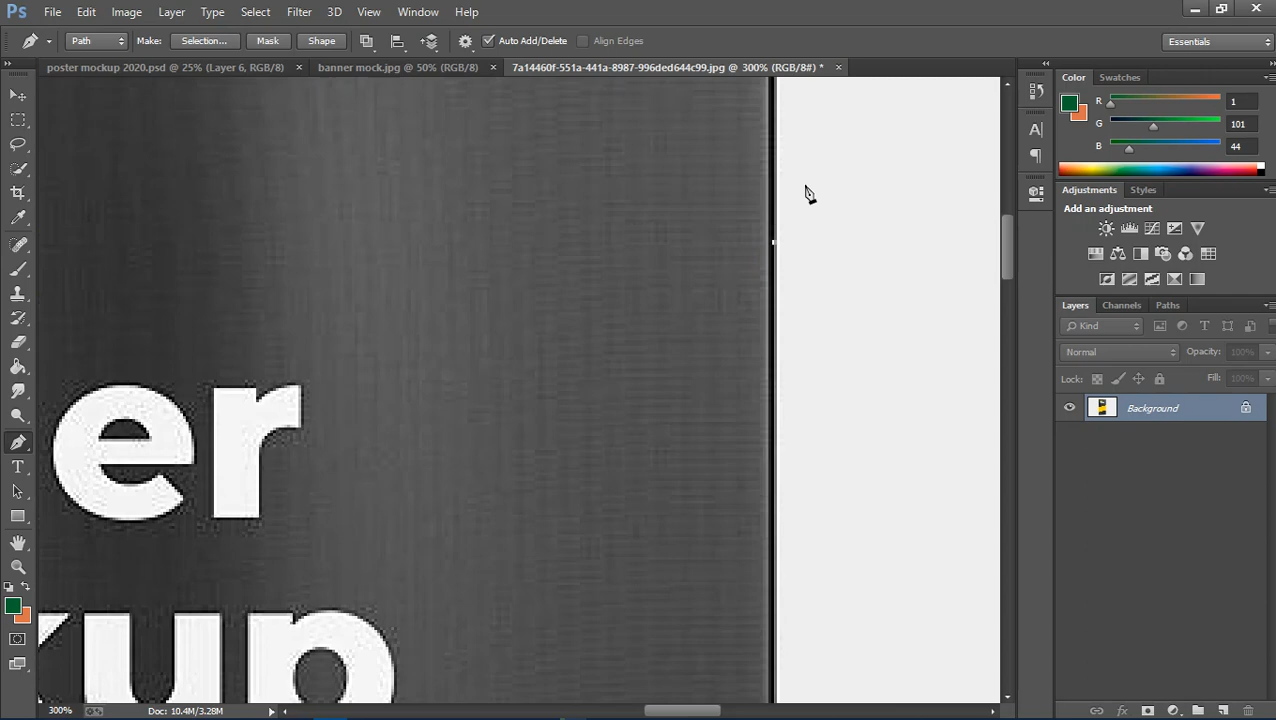 Ps File Edit Image Layer Type Select Filter 3D View Window Help
Path Make: Selection... Mask Shape Auto Add/Delete Align Edges Essentials
poster mockup 2020.psd @ 25% (Layer 6, RGB/8) × banner mock.jpg @ 50% (RGB/8) × 7a14460f-551a-441a-8987-996ded644c99.jpg @ 300% (RGB/8#) * ×
Color Swatches
R 1
G 101
B 44
Adjustments Styles
Add an adjustment
Layers Channels Paths
Kind
Normal Opacity: 100%
Lock: Fill: 100%
Background
er
kup
300% Doc: 10.4M/3.28M